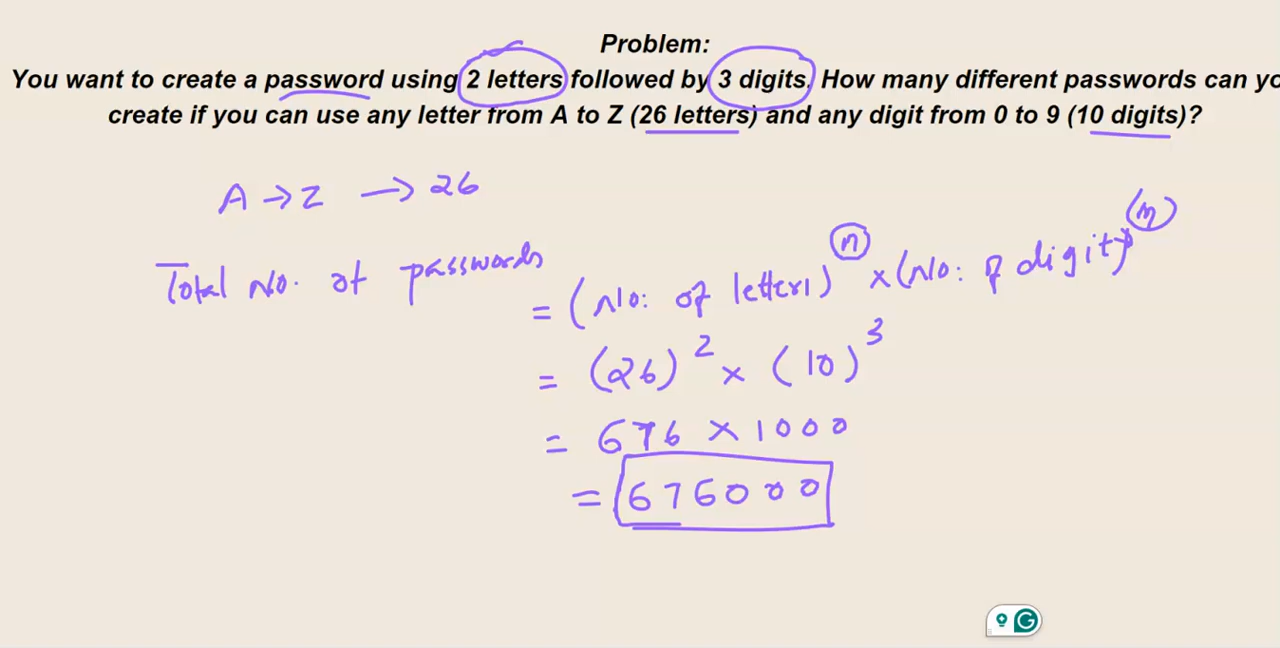 Problem:
You want to create a password using 2 letters followed by 3 digits. How many different passwords can yo
create if you can use any letter from A to Z (26 letters) and any digit from 0 to 9 (10 digits)?
A → Z → 26
Total No. of passwords
= (No: of letters)^(n) × (No: of digit)^(n)
= (26)^2 × (10)^3
= 676 × 1000
= 676000